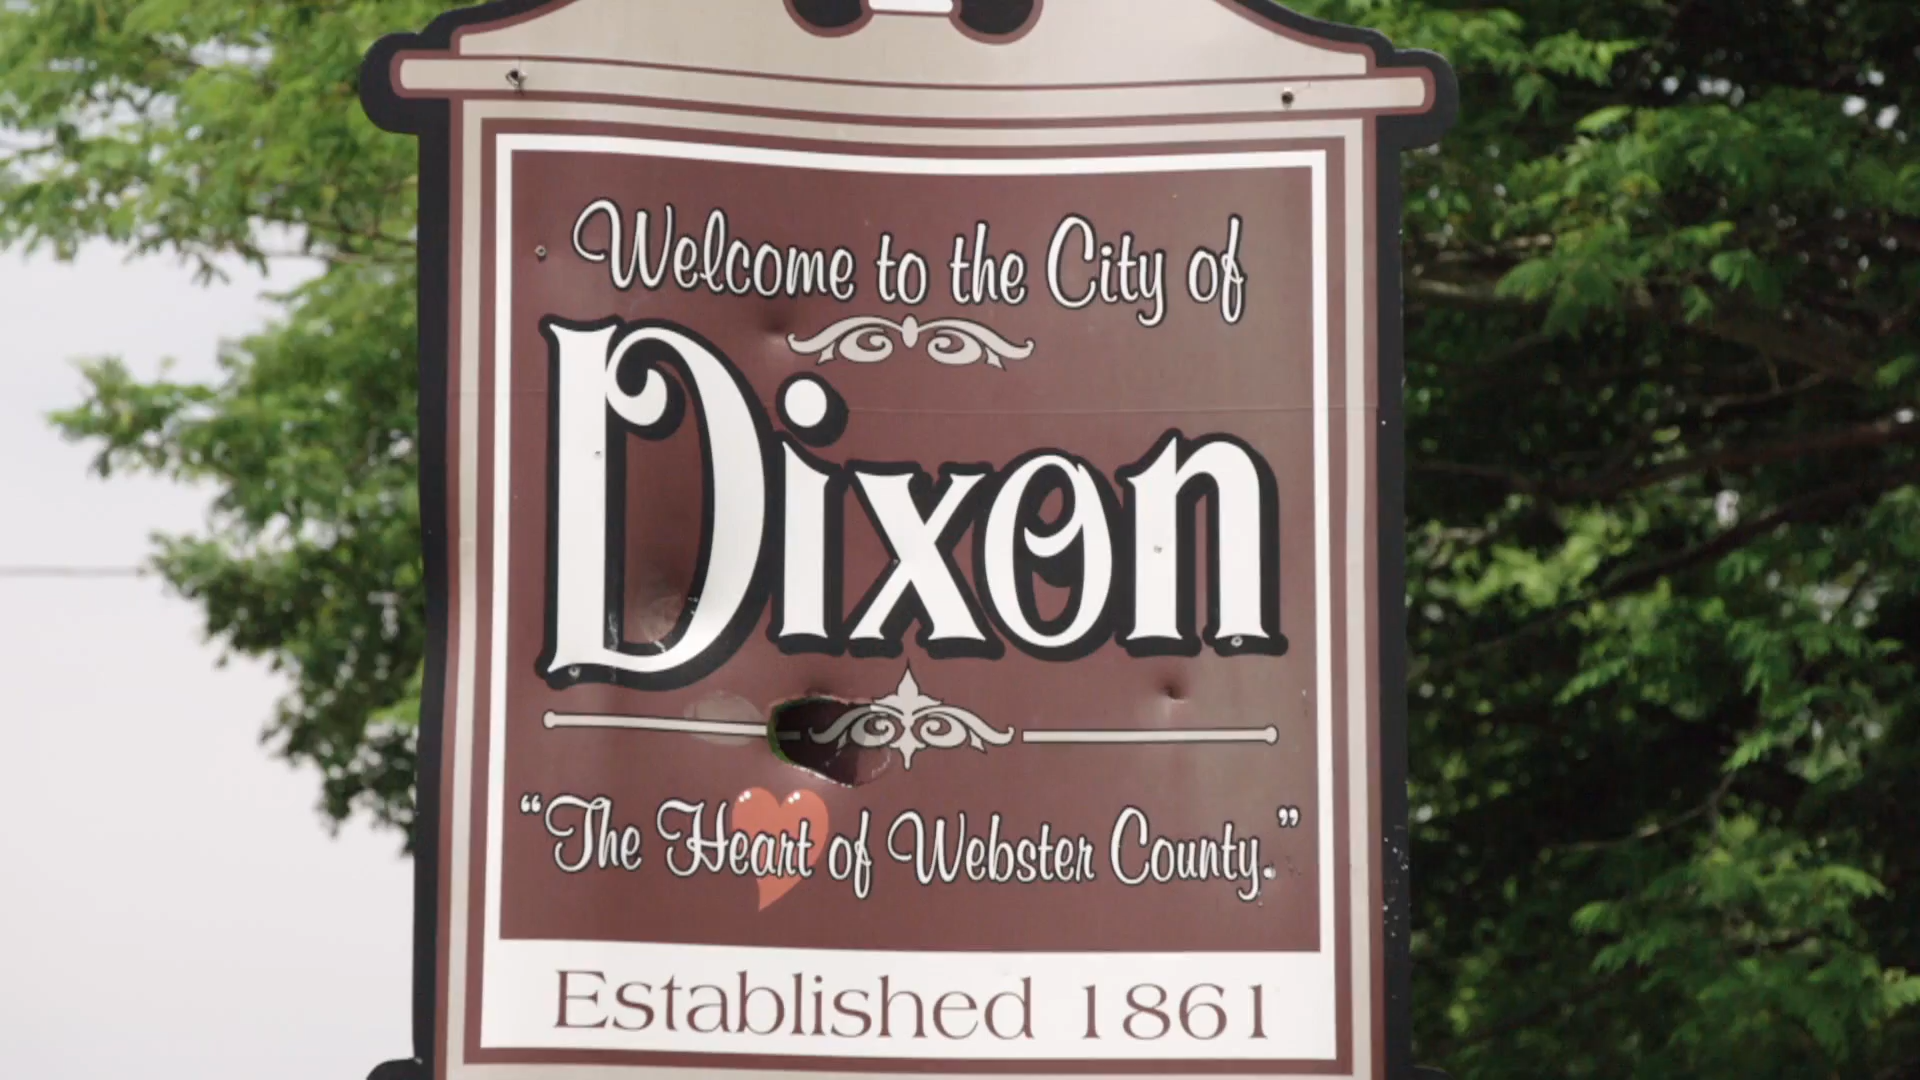 Welcome to the City of
Dixon
“The Heart of Webster County.”
Established 1861